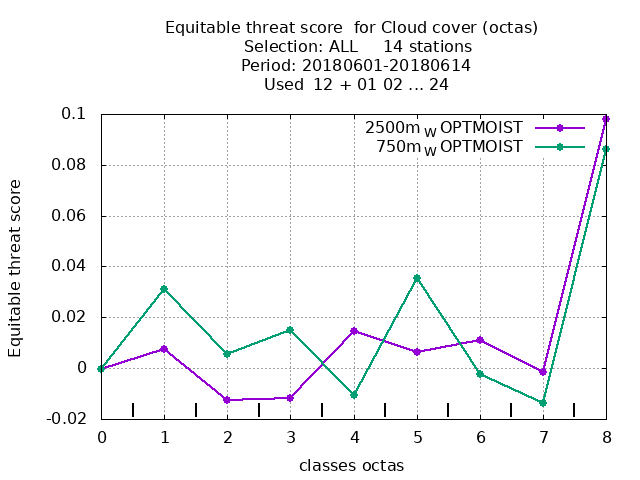 Equitable threat score  for Cloud cover (octas)
Selection: ALL     14 stations
Period: 20180601-20180614
Used  12 + 01 02 ... 24
2500m_W OPTMOIST
750m_W OPTMOIST
0.1
0.08
0.06
0.04
0.02
0
-0.02
Equitable threat score
0 1 2 3 4 5 6 7 8
classes octas